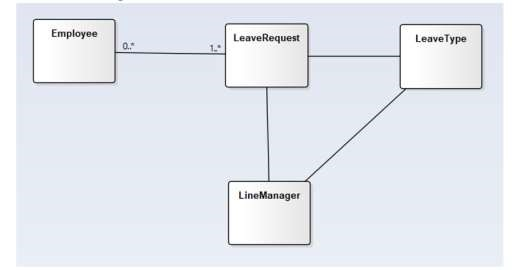 Employee
0..*
1..*
LeaveRequest
LeaveType
LineManager